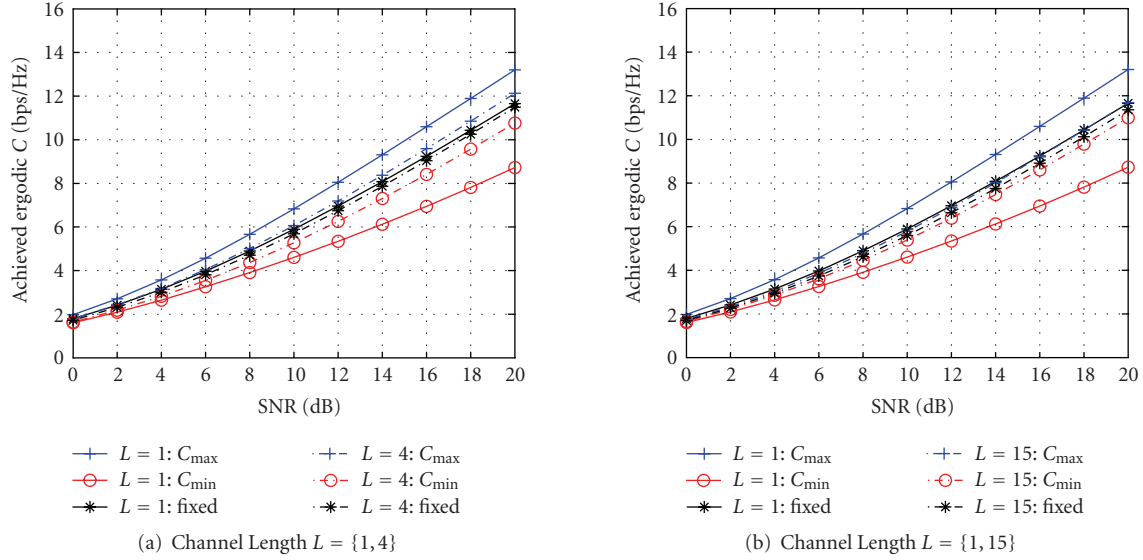 16
14
12
10
8
6
4
2
0
Achieved ergodic C (bps/Hz)
0 2 4 6 8 10 12 14 16 18 20
SNR (dB)
L = 1: Cmax
L = 1: Cmin
L = 1: fixed
L = 4: Cmax
L = 4: Cmin
L = 4: fixed
(a) Channel Length L = {1, 4}
16
14
12
10
8
6
4
2
0
Achieved ergodic C (bps/Hz)
0 2 4 6 8 10 12 14 16 18 20
SNR (dB)
L = 1: Cmax
L = 1: Cmin
L = 1: fixed
L = 15: Cmax
L = 15: Cmin
L = 15: fixed
(b) Channel Length L = {1, 15}